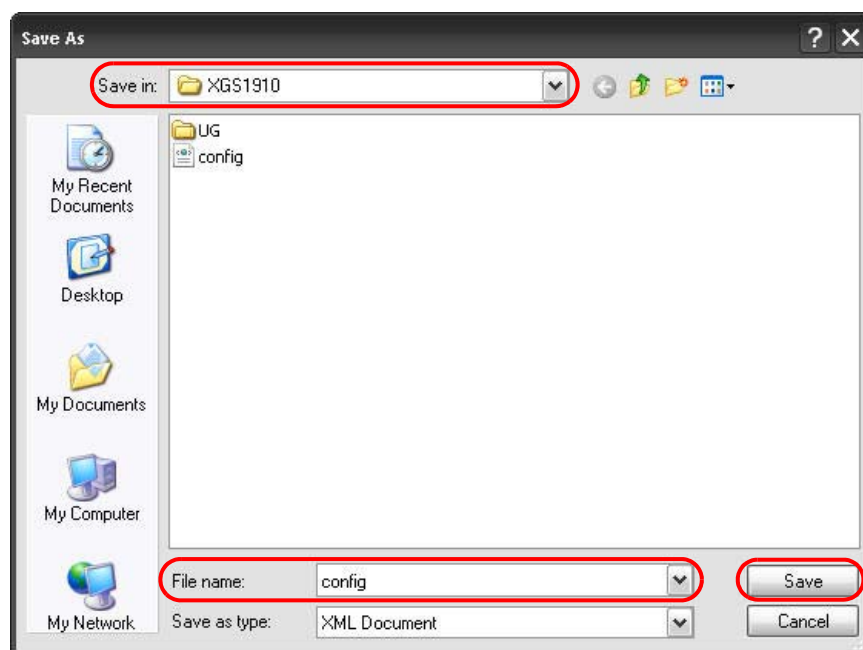 Save As
Save in: XGS1910
UG
config
My Recent
Documents
Desktop
My Documents
My Computer
My Network
File name: config
Save
Save as type: XML Document
Cancel